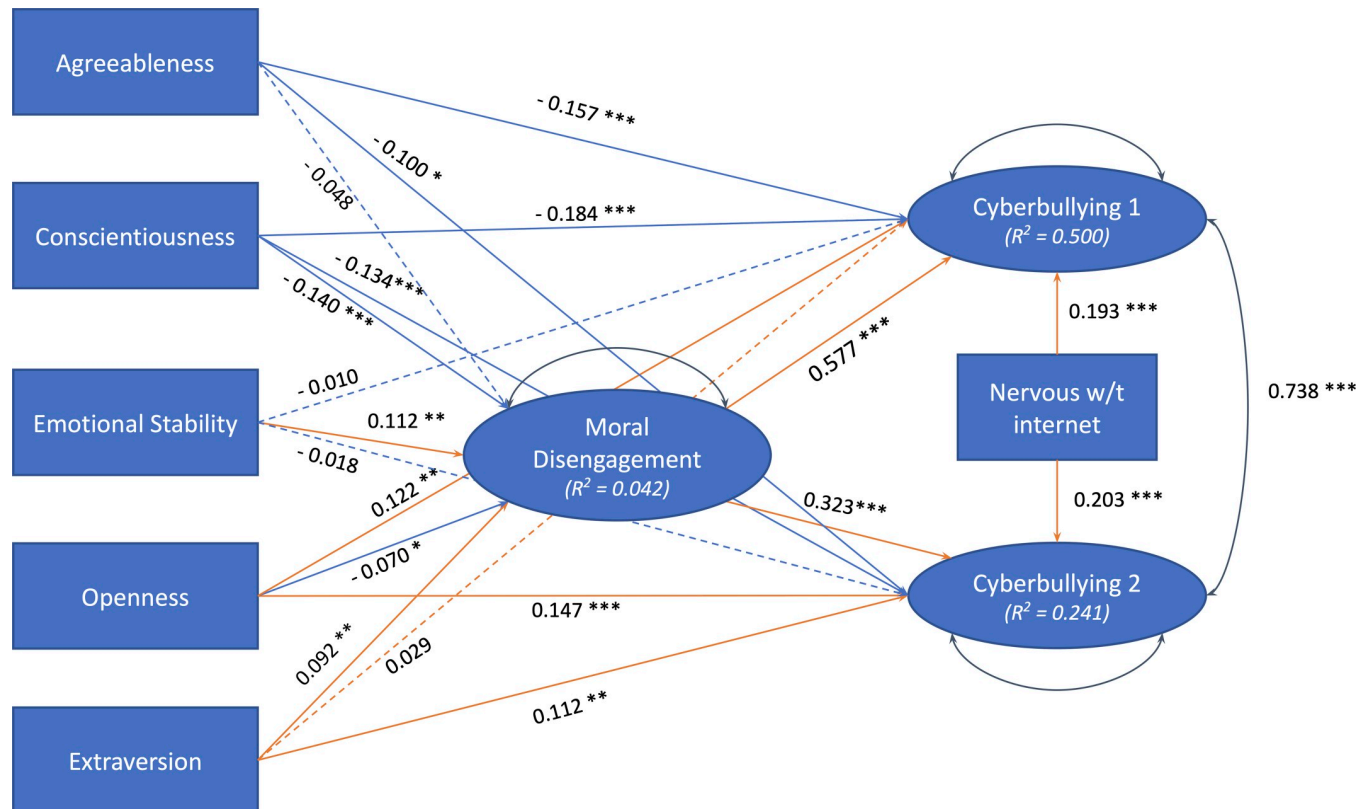 Agreeableness
- 0.157 ***
- 0.100 *
- 0.048
Conscientiousness
- 0.184 ***
- 0.134***
- 0.140 ***
Cyberbullying 1
(R² = 0.500)
0.193 ***
0.577 ***
Nervous w/t
internet
0.738 ***
Emotional Stability
- 0.010
0.112 **
- 0.018
Moral
Disengagement
(R² = 0.042)
0.122 **
0.323***
0.203 ***
Openness
- 0.070 *
0.147 ***
Cyberbullying 2
(R² = 0.241)
0.092 **
0.029
0.112 **
Extraversion